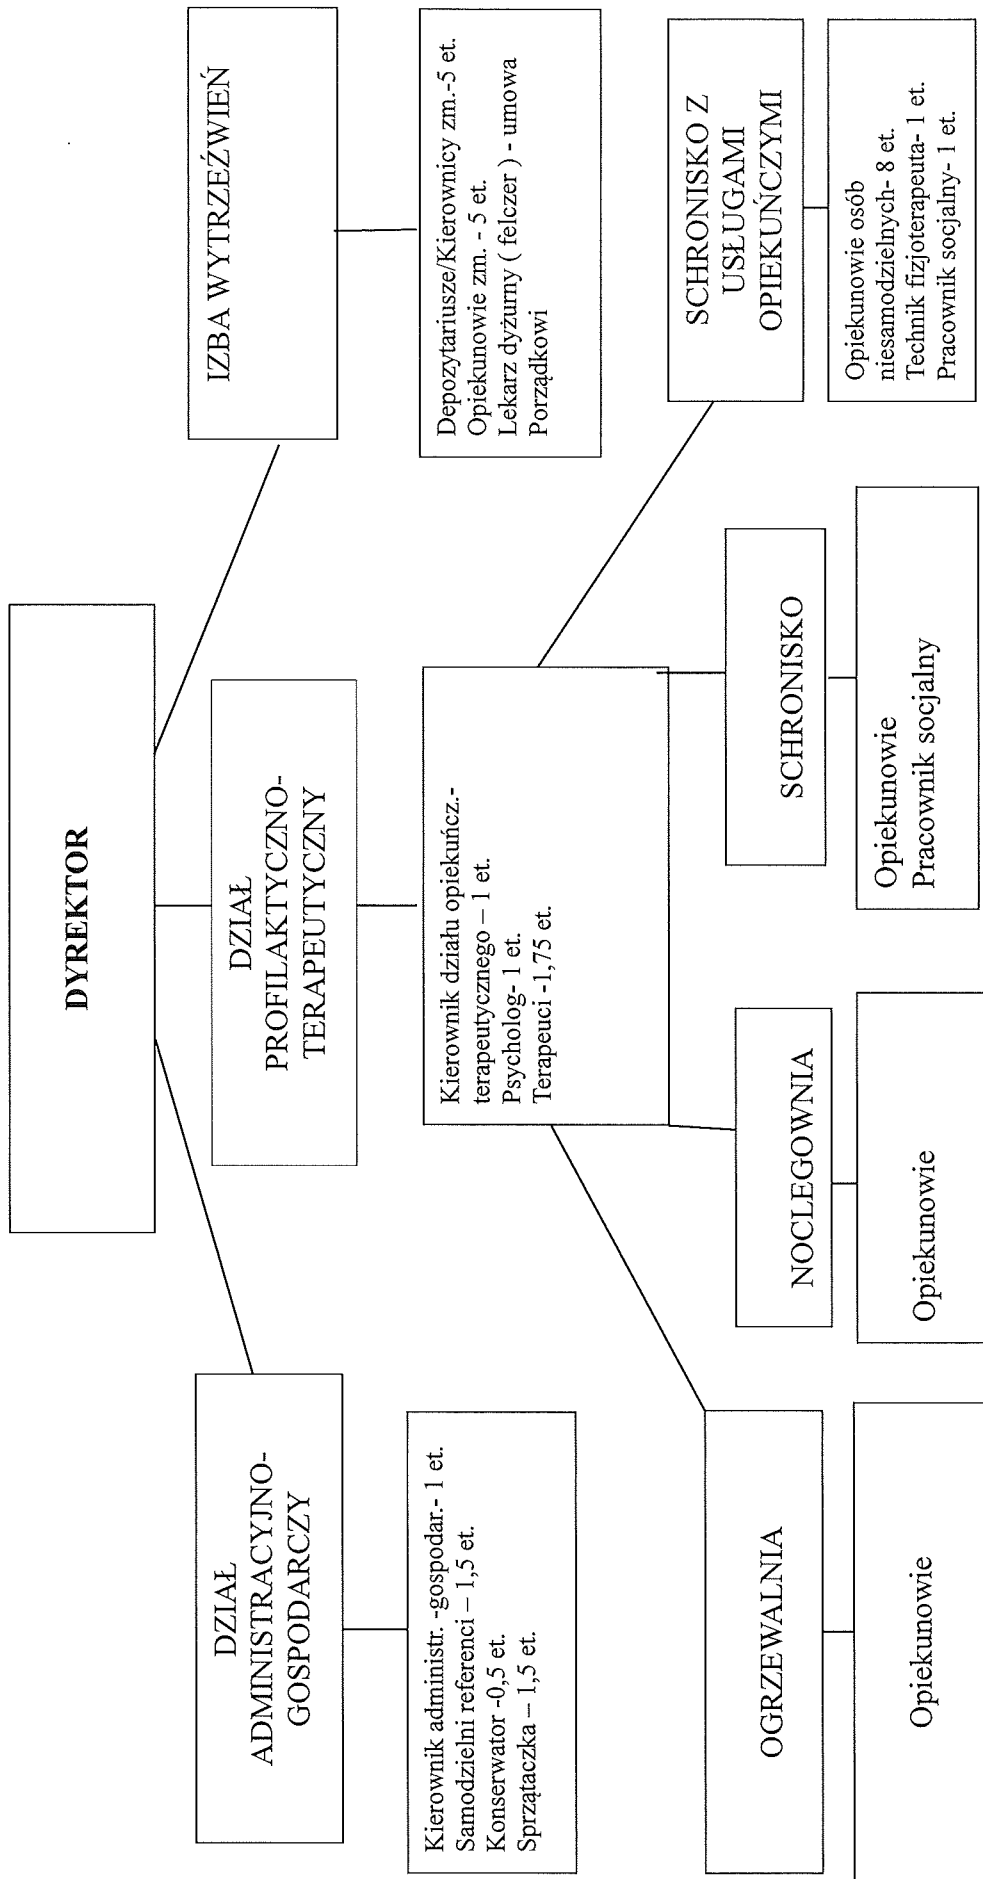 DYREKTOR
DZIAŁ
ADMINISTRACYJNO-
GOSPODARCZY
DZIAŁ
PROFILAKTYCZNO-
TERAPEUTYCZNY
IZBA WYTRZEŹWIEŃ
Kierownik administr. -gospodar.- 1 et.
Samodzielni referenci – 1,5 et.
Konserwator -0,5 et.
Sprzątaczka – 1,5 et.
Kierownik działu opiekuńcz.-
terapeutycznego – 1 et.
Psycholog- 1 et.
Terapeuci -1,75 et.
Depozytariusze/Kierownicy zm.-5 et.
Opiekunowie zm. - 5 et.
Lekarz dyżurny ( felczer ) - umowa
Porządkowi
OGRZEWALNIA
NOCLEGOWNIA
SCHRONISKO
SCHRONISKO Z
USŁUGAMI
OPIEKUŃCZYMI
Opiekunowie
Opiekunowie
Opiekunowie
Pracownik socjalny
Opiekunowie osób
niesamodzielnych- 8 et.
Technik fizjoterapeuta- 1 et.
Pracownik socjalny- 1 et.